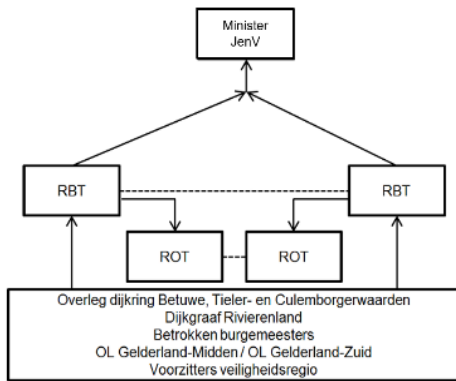 Minister
JenV
RBT
RBT
ROT
ROT
Overleg dijkring Betuwe, Tieler- en Culemborgerwaarden
Dijkgraaf Rivierenland
Betrokken burgemeesters
OL Gelderland-Midden / OL Gelderland-Zuid
Voorzitters veiligheidsregio